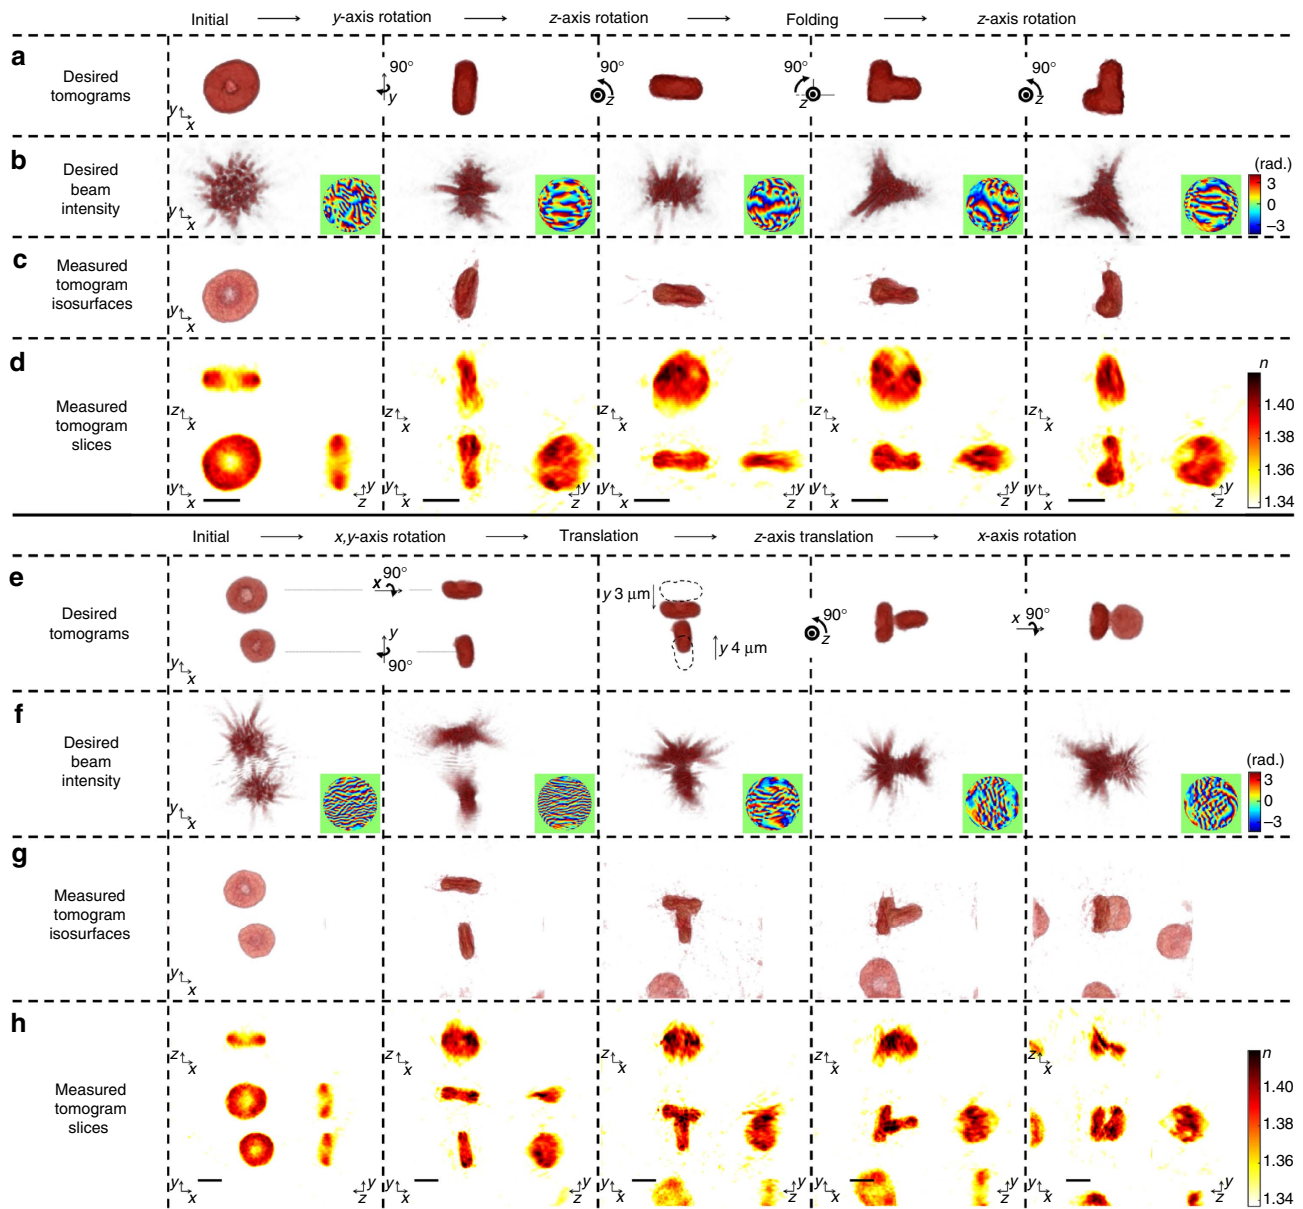 Initial → y-axis rotation → z-axis rotation → Folding → z-axis rotation
a
Desired
tomograms
y
x
90°
y
90°
z
90°
z
90°
z
b
Desired
beam
intensity
y
x
(rad.)
3
0
−3
c
Measured
tomogram
isosurfaces
y
x
d
Measured
tomogram
slices
z
x
z
x
z
x
z
x
z
x
y
x
y
z
y
x
y
z
y
x
y
z
y
x
y
z
y
x
y
z
n
1.40
1.38
1.36
1.34
Initial → x,y-axis rotation → Translation → z-axis translation → x-axis rotation
e
Desired
tomograms
y
x
90°
x
y
90°
y 3 μm
y 4 μm
90°
z
x 90°
f
Desired
beam
intensity
y
x
(rad.)
3
0
−3
g
Measured
tomogram
isosurfaces
y
x
h
Measured
tomogram
slices
z
x
z
x
z
x
z
x
z
x
y
x
y
z
y
x
y
z
y
x
y
z
y
x
y
z
y
x
y
z
n
1.40
1.38
1.36
1.34